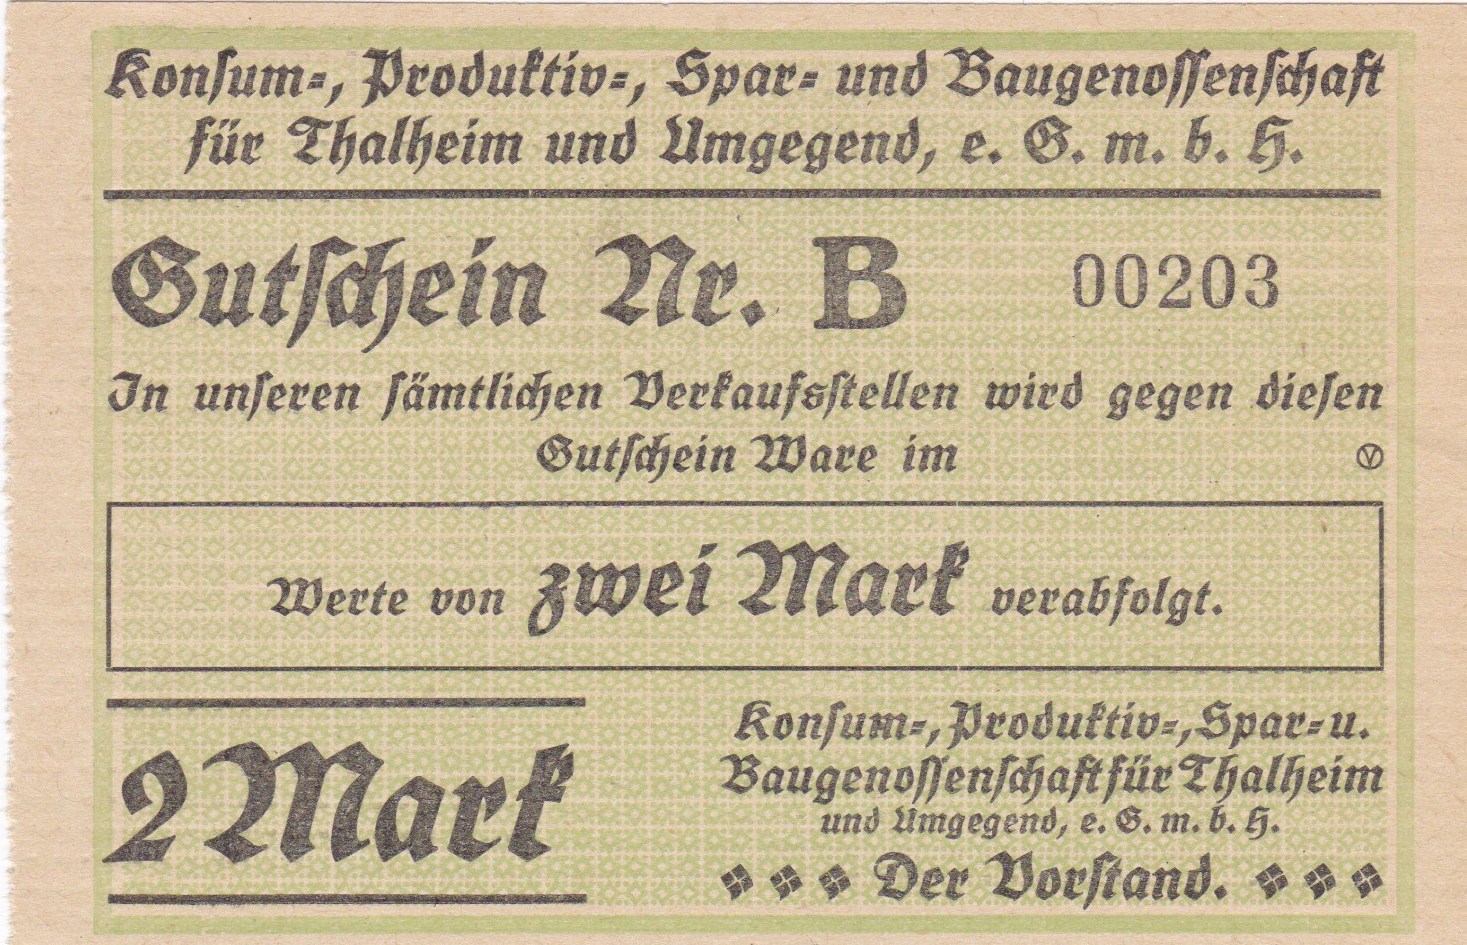 Konſum-, Produktiv-, Spar- und Baugenoſſenſchaft
für Thalheim und Umgegend, e. G. m. b. H.
Gutſchein Nr. B 00203
In unſeren ſämtlichen Verkaufsſtellen wird gegen dieſen
Gutſchein Ware im
Ⓥ
Werte von zwei Mark verabfolgt.
2 Mark
Konſum-, Produktiv-, Spar- u.
Baugenoſſenſchaft für Thalheim
und Umgegend, e. G. m. b. H.
Der Vorſtand.